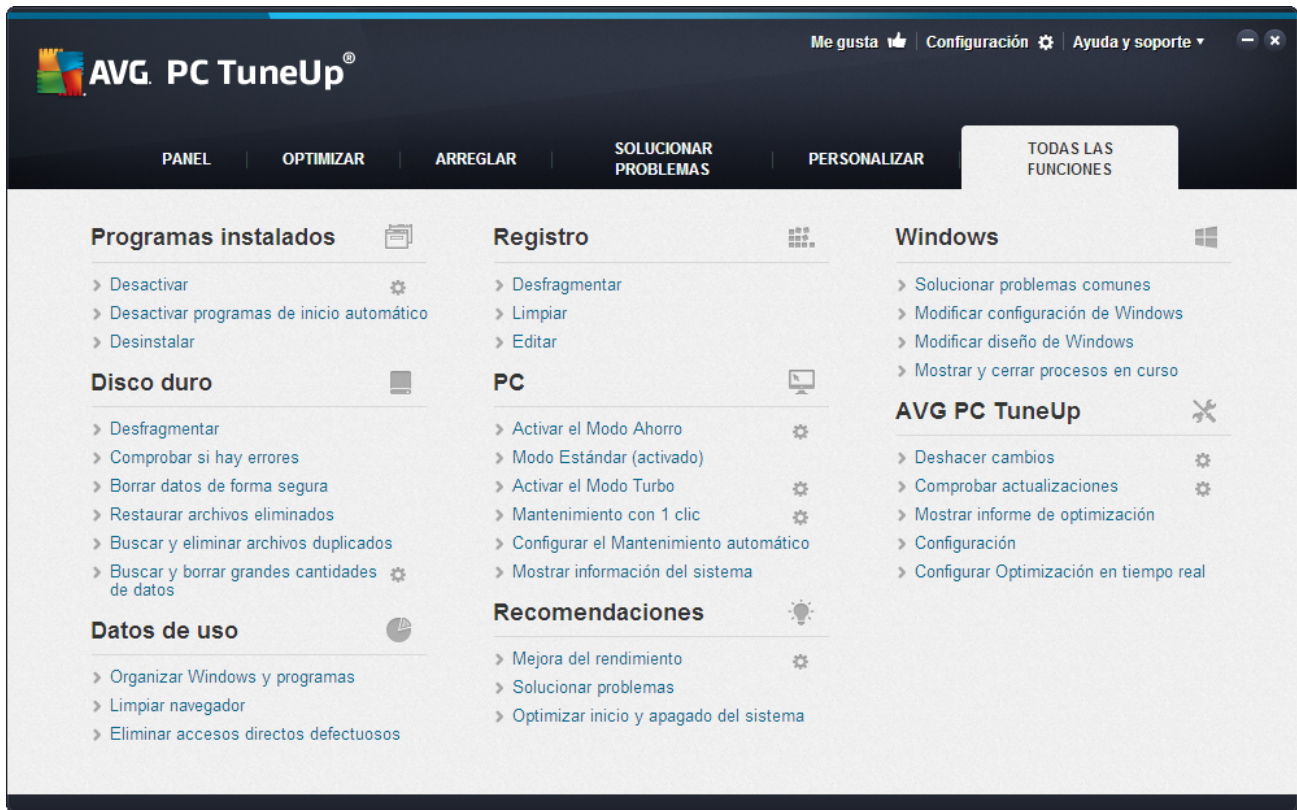 Me gusta
Configuración
Ayuda y soporte
AVG. PC TuneUp®
PANEL
OPTIMIZAR
ARREGLAR
SOLUCIONAR
PROBLEMAS
PERSONALIZAR
TODAS LAS
FUNCIONES
Programas instalados
Desactivar
Desactivar programas de inicio automático
Desinstalar
Disco duro
Desfragmentar
Comprobar si hay errores
Borrar datos de forma segura
Restaurar archivos eliminados
Buscar y eliminar archivos duplicados
Buscar y borrar grandes cantidades
de datos
Datos de uso
Organizar Windows y programas
Limpiar navegador
Eliminar accesos directos defectuosos
Registro
Desfragmentar
Limpiar
Editar
PC
Activar el Modo Ahorro
Modo Estándar (activado)
Activar el Modo Turbo
Mantenimiento con 1 clic
Configurar el Mantenimiento automático
Mostrar información del sistema
Recomendaciones
Mejora del rendimiento
Solucionar problemas
Optimizar inicio y apagado del sistema
Windows
Solucionar problemas comunes
Modificar configuración de Windows
Modificar diseño de Windows
Mostrar y cerrar procesos en curso
AVG PC TuneUp
Deshacer cambios
Comprobar actualizaciones
Mostrar informe de optimización
Configuración
Configurar Optimización en tiempo real